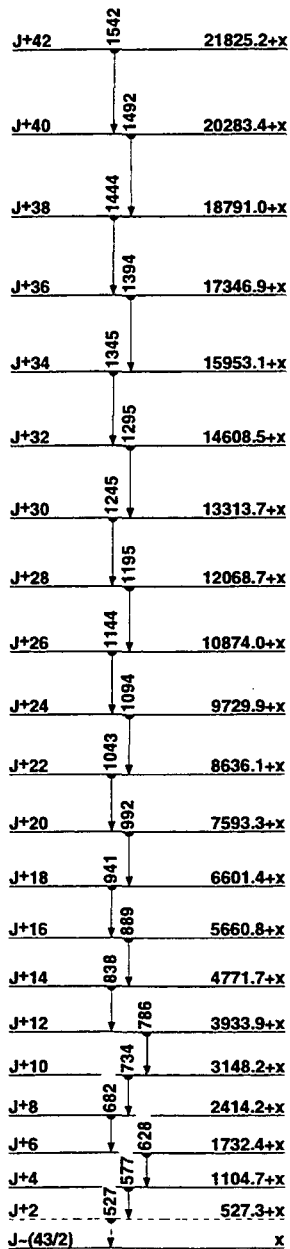 J+42 1542 21825.2+x
J+40 1492 20283.4+x
J+38 1444 18791.0+x
J+36 1394 17346.9+x
J+34 1345 15953.1+x
J+32 1295 14608.5+x
J+30 1245 13313.7+x
J+28 1195 12068.7+x
J+26 1144 10874.0+x
J+24 1094 9729.9+x
J+22 1043 8636.1+x
J+20 992 7593.3+x
J+18 941 6601.4+x
J+16 889 5660.8+x
J+14 838 4771.7+x
J+12 786 3933.9+x
J+10 734 3148.2+x
J+8 682 2414.2+x
J+6 628 1732.4+x
J+4 577 1104.7+x
J+2 527 527.3+x
J~(43/2) x